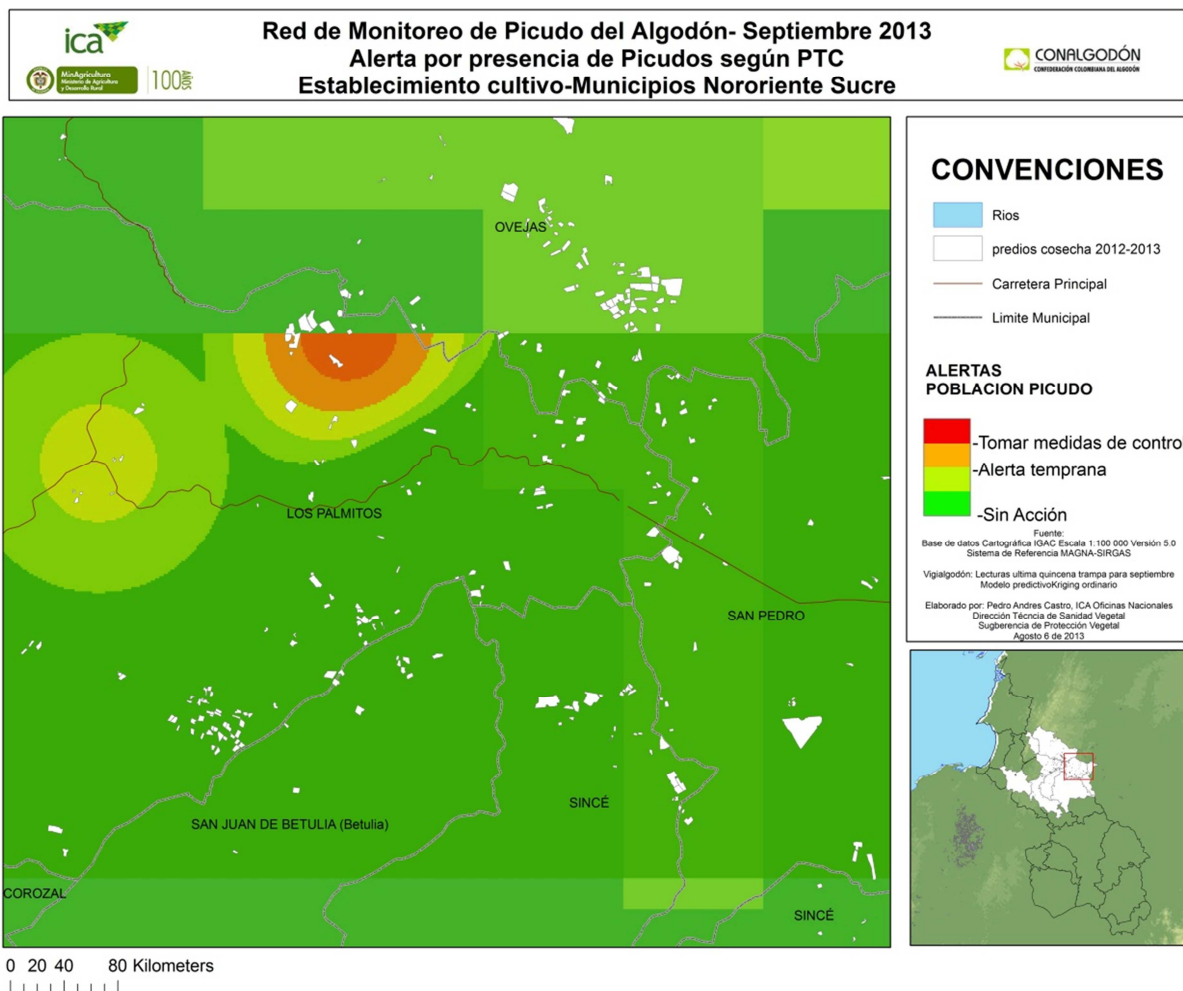 ica
MinAgricultura
Ministerio de Agricultura
y Desarrollo Rural
100 AÑOS
Red de Monitoreo de Picudo del Algodón- Septiembre 2013
Alerta por presencia de Picudos según PTC
Establecimiento cultivo-Municipios Nororiente Sucre
CONALGODÓN
CONFEDERACIÓN COLOMBIANA DEL ALGODÓN
OVEJAS
LOS PALMITOS
SAN PEDRO
SINCÉ
SAN JUAN DE BETULIA (Betulia)
COROZAL
SINCÉ
0 20 40 80 Kilometers
CONVENCIONES
Rios
predios cosecha 2012-2013
Carretera Principal
Limite Municipal
ALERTAS
POBLACION PICUDO
-Tomar medidas de control
-Alerta temprana
-Sin Acción
Fuente:
Base de datos Cartográfica IGAC Escala 1:100 000 Versión 5.0
Sistema de Referencia MAGNA-SIRGAS
Vigialgodón: Lecturas ultima quincena trampa para septiembre
Modelo predictivoKriging ordinario
Elaborado por: Pedro Andres Castro, ICA Oficinas Nacionales
Dirección Técncia de Sanidad Vegetal
Sugberencia de Protección Vegetal
Agosto 6 de 2013